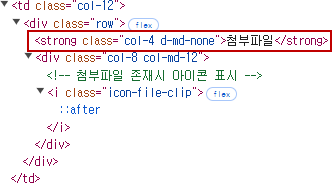 ▼<td class="col-12">
▼<div class="row"> flex
<strong class="col-4 d-md-none">첨부파일</strong>
▼<div class="col-8 col-md-12">
<!-- 첨부파일 존재시 아이콘 표시 -->
▼<i class="icon-file-clip"> flex
::after
</i>
</div>
</div>
</td>